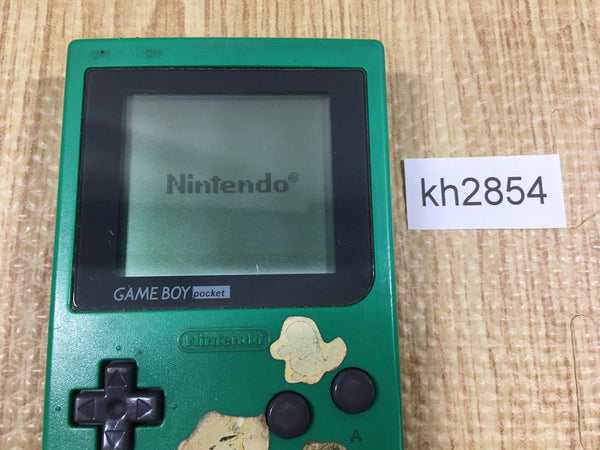 Nintendo®
kh2854
GAME BOY pocket
Nintendo
A